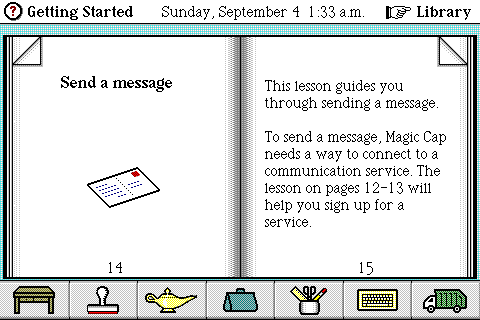 ? Getting Started Sunday, September 4 1:33 a.m. Library
Send a message
14
This lesson guides you
through sending a message.
To send a message, Magic Cap
needs a way to connect to a
communication service. The
lesson on pages 12-13 will
help you sign up for a
service.
15